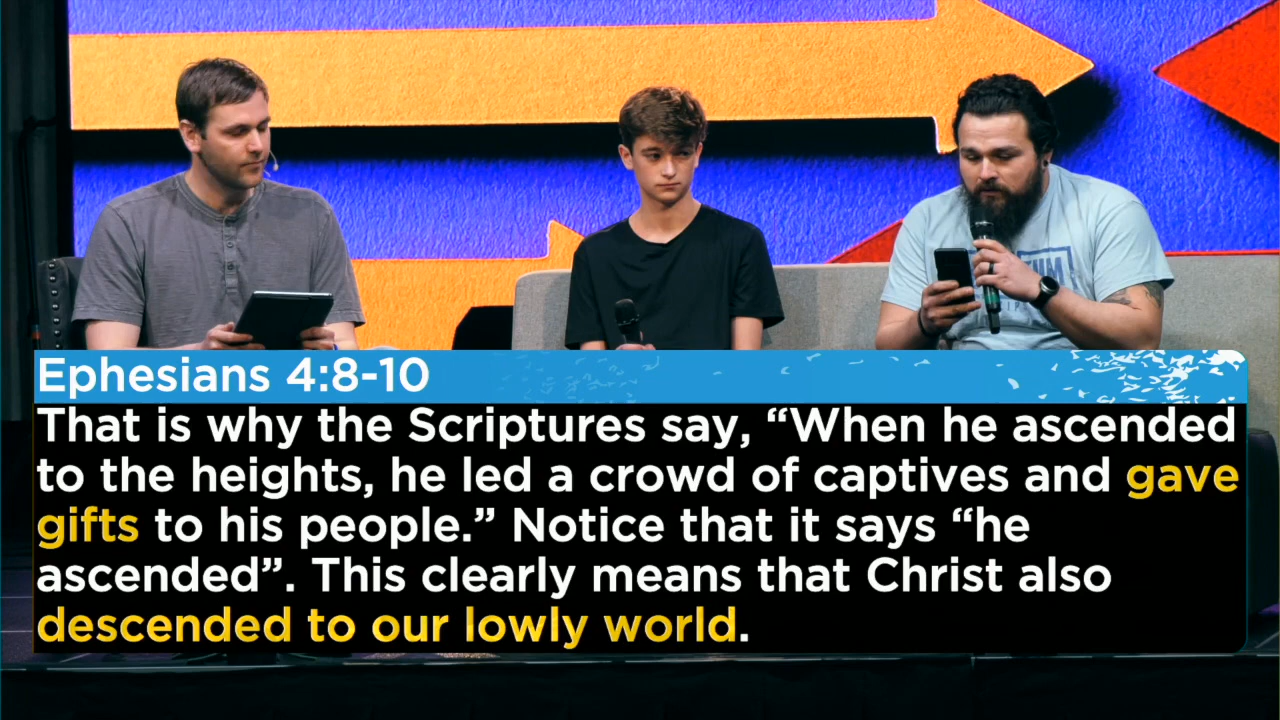 Ephesians 4:8-10
That is why the Scriptures say, “When he ascended
to the heights, he led a crowd of captives and gave
gifts to his people.” Notice that it says “he
ascended”. This clearly means that Christ also
descended to our lowly world.